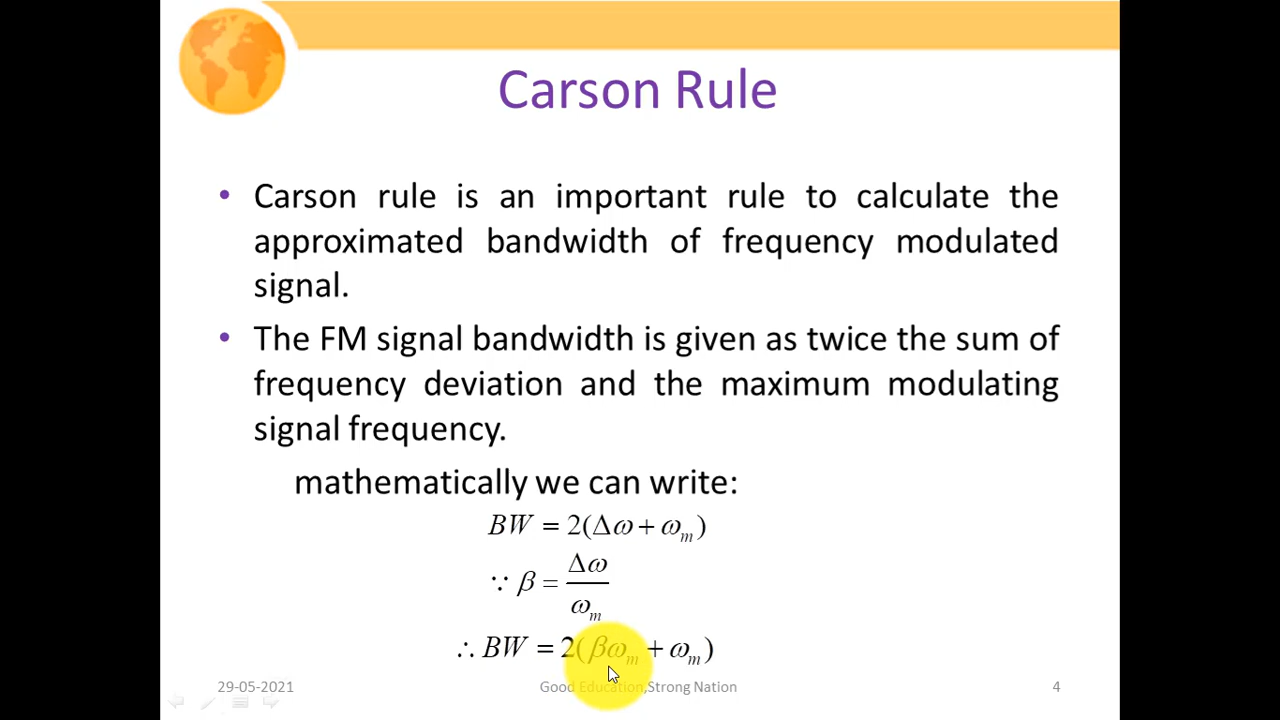 Carson Rule
• Carson rule is an important rule to calculate the
approximated bandwidth of frequency modulated
signal.
• The FM signal bandwidth is given as twice the sum of
frequency deviation and the maximum modulating
signal frequency.
mathematically we can write:
BW = 2(Δω + ωₘ)
∵ β = Δω / ωₘ
∴ BW = 2(βωₘ + ωₘ)
29-05-2021 Good Education,Strong Nation 4